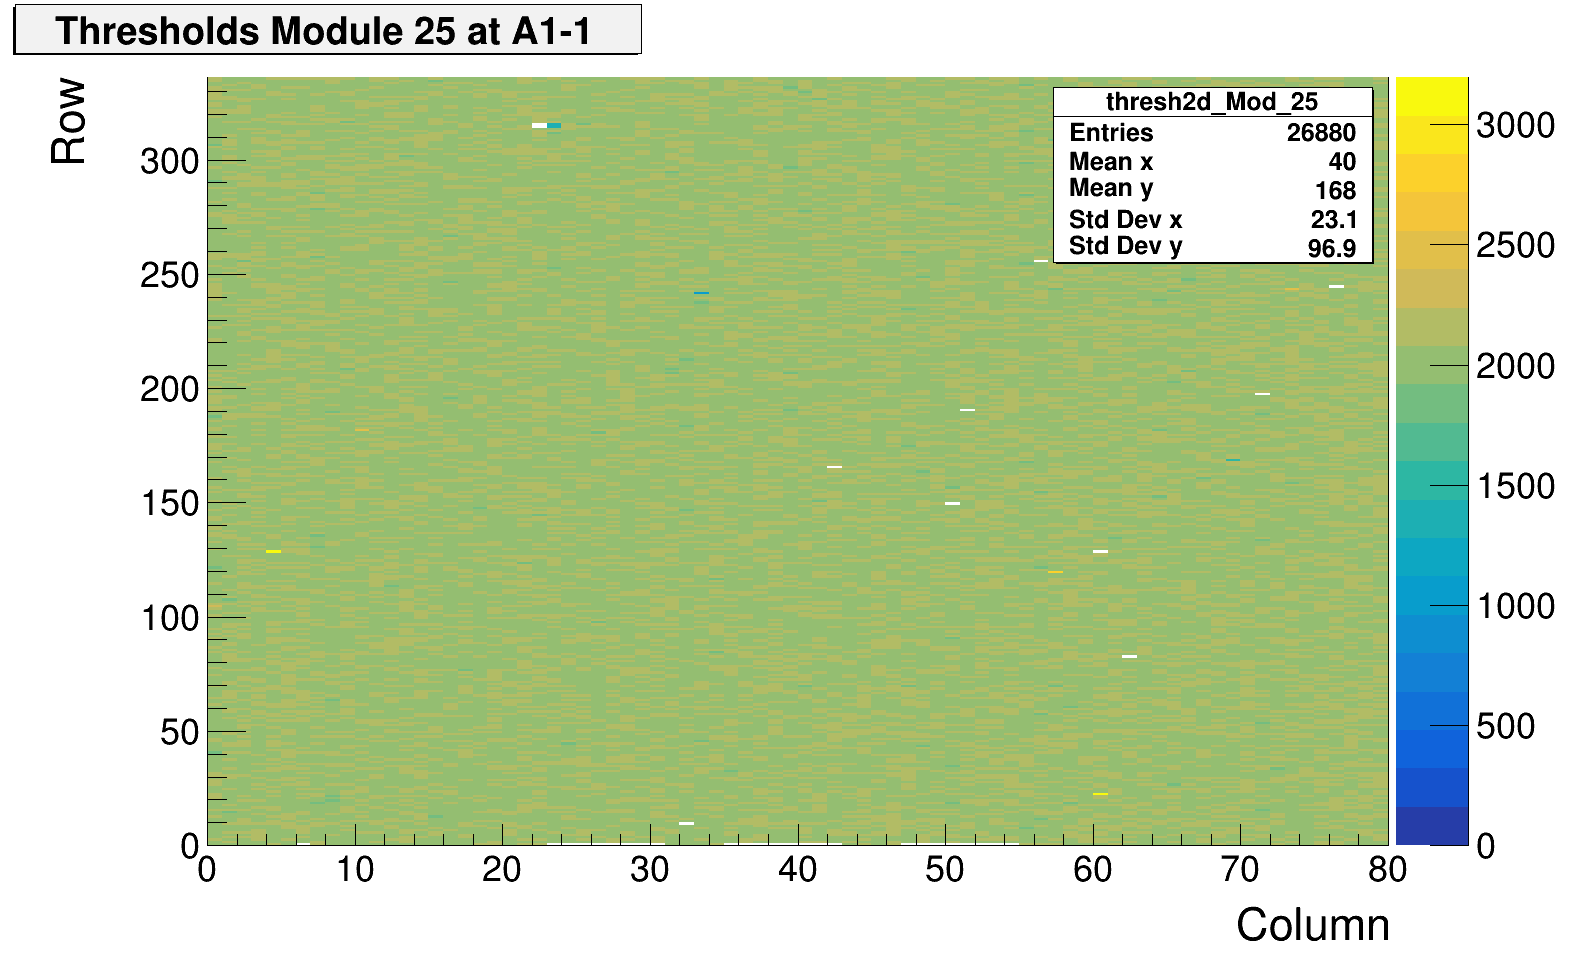 Thresholds Module 25 at A1-1
Row
thresh2d_Mod_25
Entries 26880
Mean x 40
Mean y 168
Std Dev x 23.1
Std Dev y 96.9
300
250
200
150
100
50
0
0 10 20 30 40 50 60 70 80
Column
3000
2500
2000
1500
1000
500
0